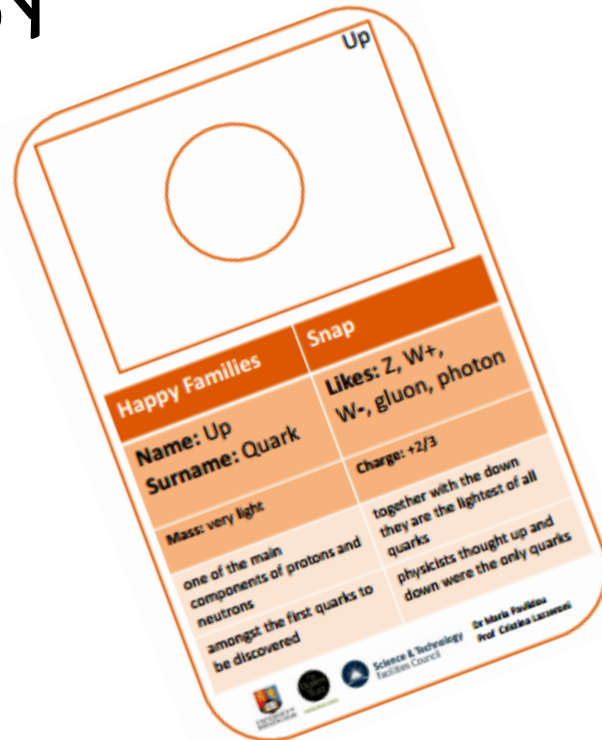 Up
Happy Families
Snap
Name: Up
Surname: Quark
Likes: Z, W+,
W-, gluon, photon
Mass: very light
Charge: +2/3
one of the main
components of protons and
neutrons
together with the down
they are the lightest of all
quarks
amongst the first quarks to
be discovered
physicists thought up and
down were the only quarks
Science & Technology
Facilities Council
Dr Maria Pavlidou
Prof Cristina Lazzeroni